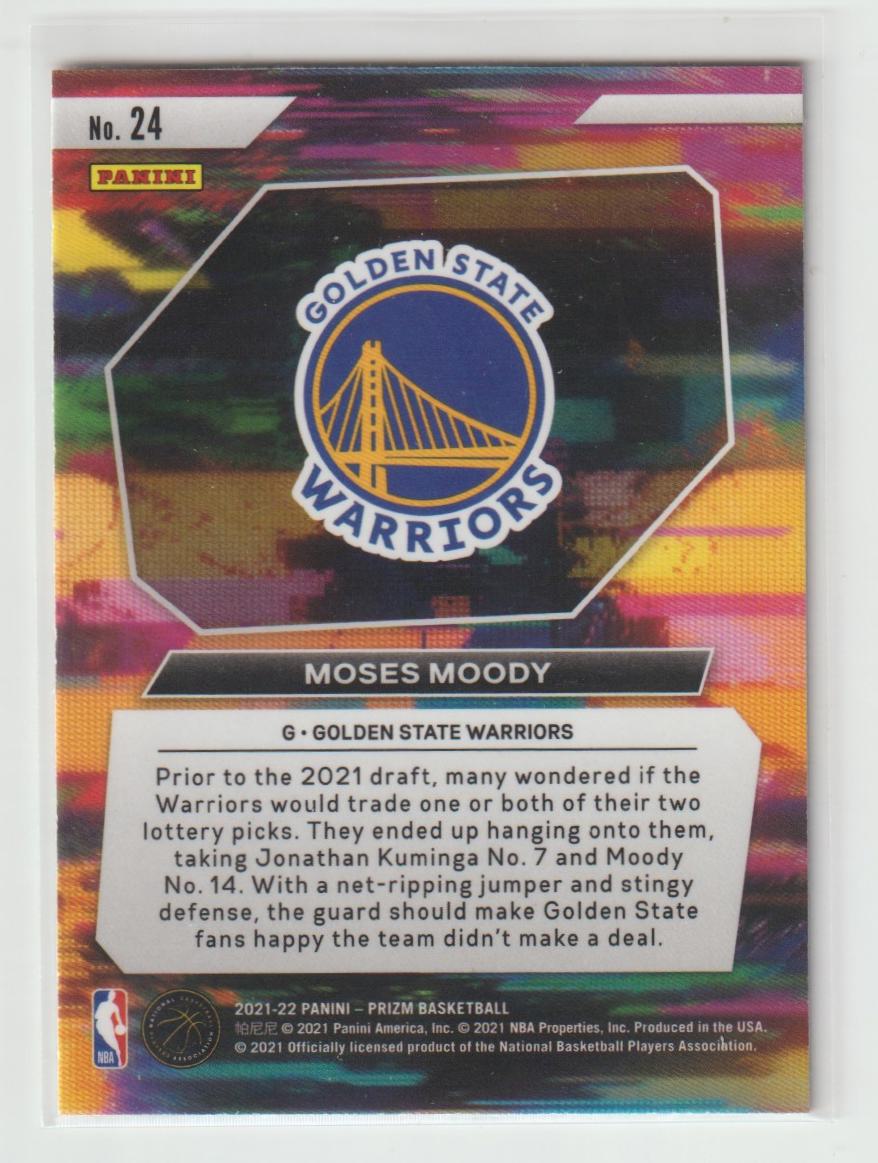 No. 24
PANINI
GOLDEN STATE
WARRIORS
MOSES MOODY
G • GOLDEN STATE WARRIORS
Prior to the 2021 draft, many wondered if the
Warriors would trade one or both of their two
lottery picks. They ended up hanging onto them,
taking Jonathan Kuminga No. 7 and Moody
No. 14. With a net-ripping jumper and stingy
defense, the guard should make Golden State
fans happy the team didn't make a deal.
2021-22 PANINI – PRIZM BASKETBALL
帕尼尼 © 2021 Panini America, Inc. © 2021 NBA Properties, Inc. Produced in the USA.
© 2021 Officially licensed product of the National Basketball Players Association.
NBA
NATIONAL BASKETBALL
PLAYERS ASSOCIATION